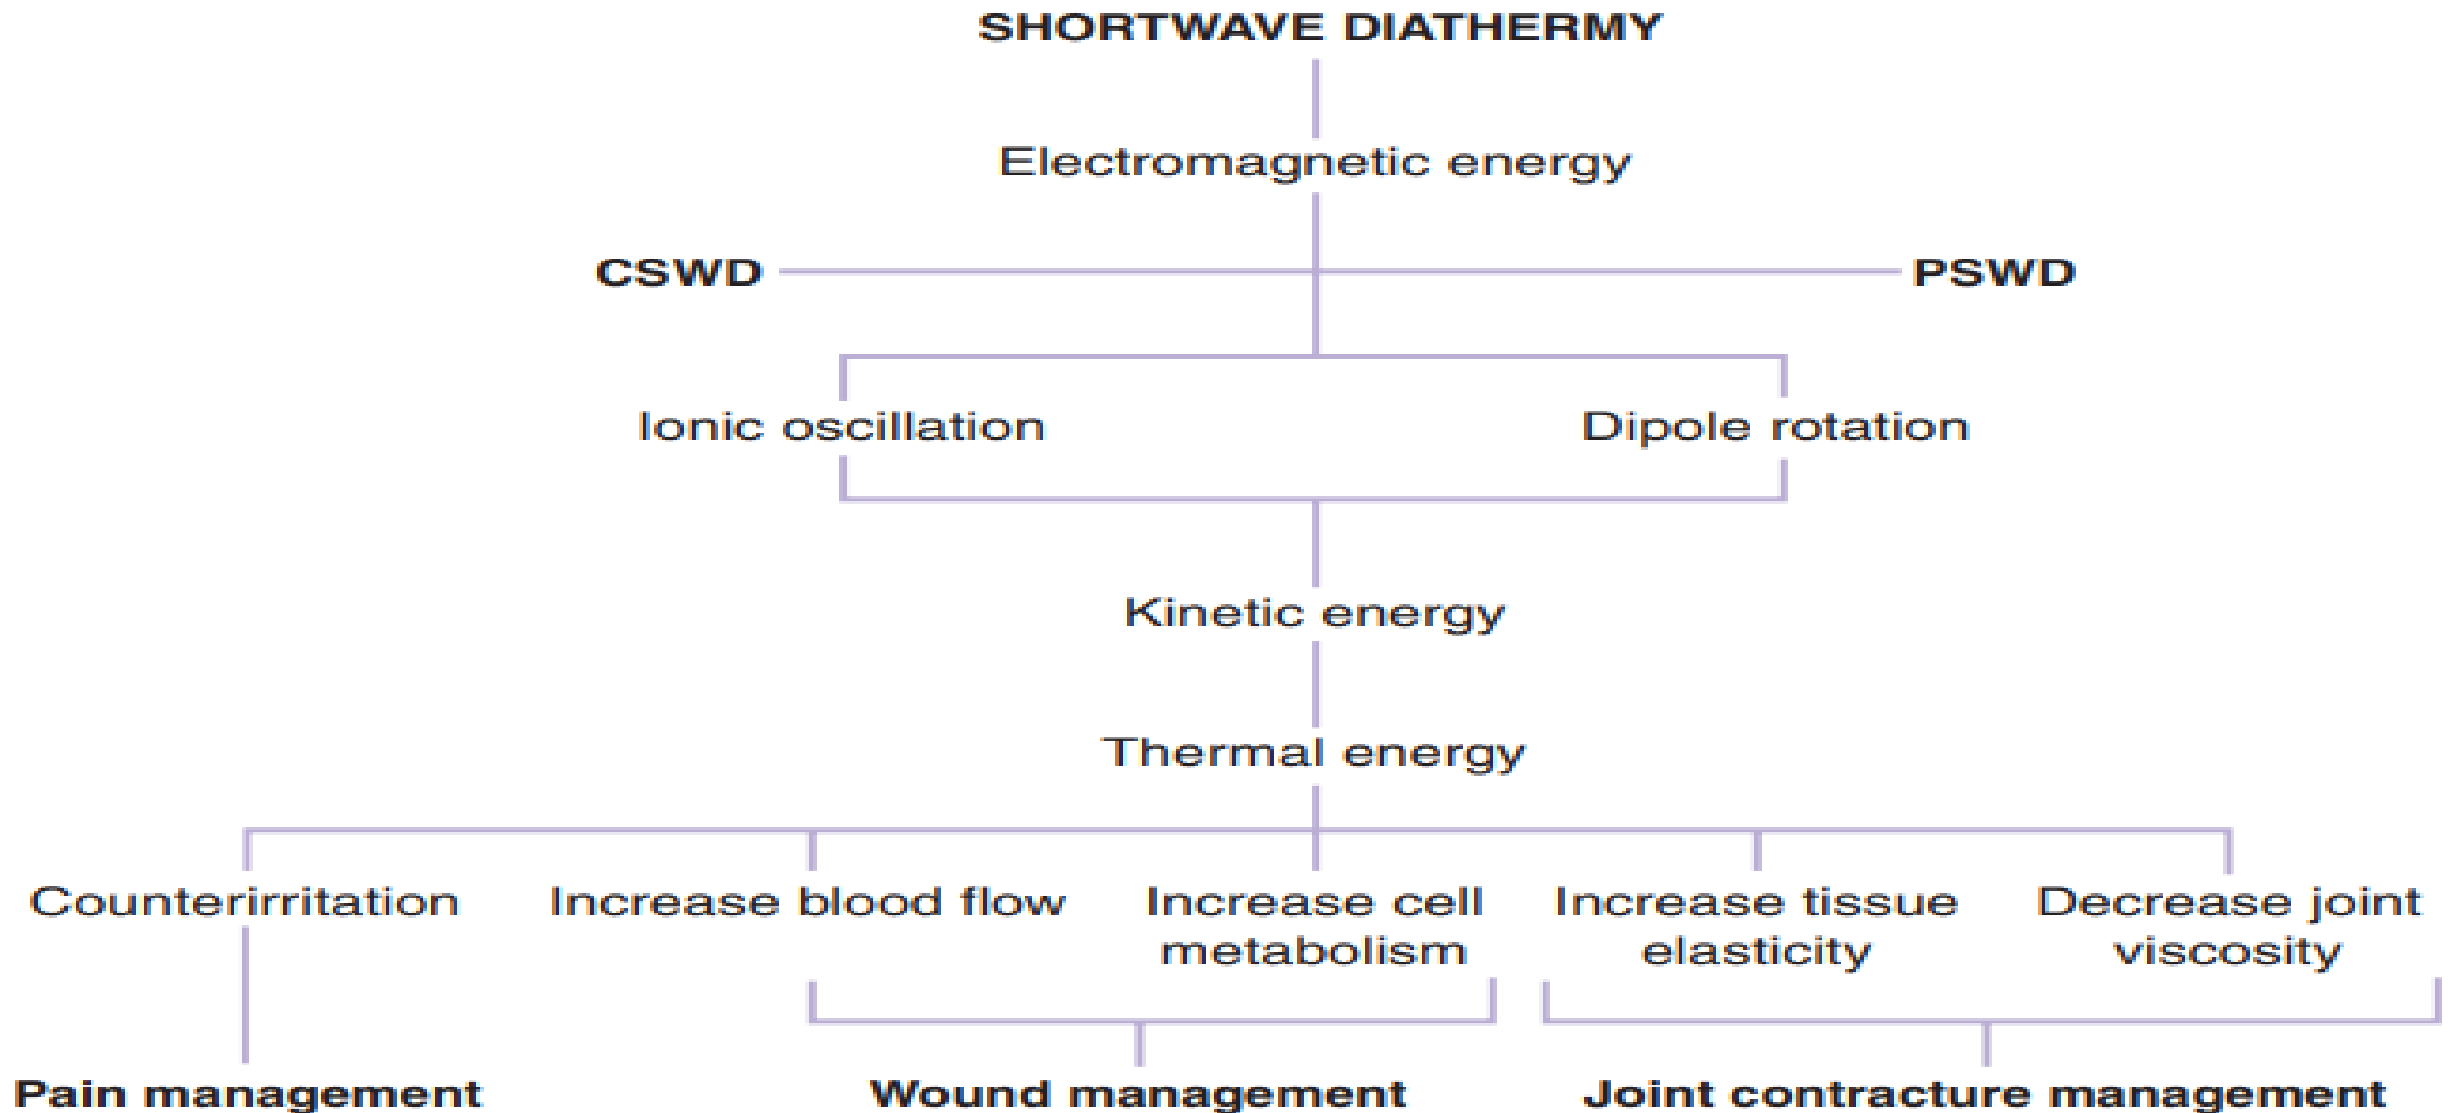 SHORTWAVE DIATHERMY
Electromagnetic energy
CSWD
PSWD
Ionic oscillation
Dipole rotation
Kinetic energy
Thermal energy
Counterirritation
Increase blood flow
Increase cell
metabolism
Increase tissue
elasticity
Decrease joint
viscosity
Pain management
Wound management
Joint contracture management